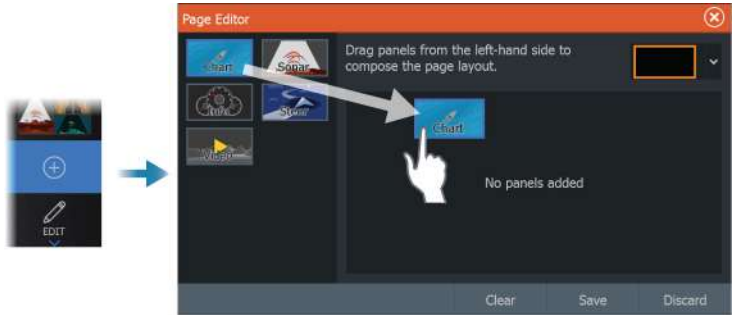 Page Editor
Chart
Sonar
Info
Steer
Video
Drag panels from the left-hand side to
compose the page layout.
Chart
No panels added
EDIT
Clear Save Discard